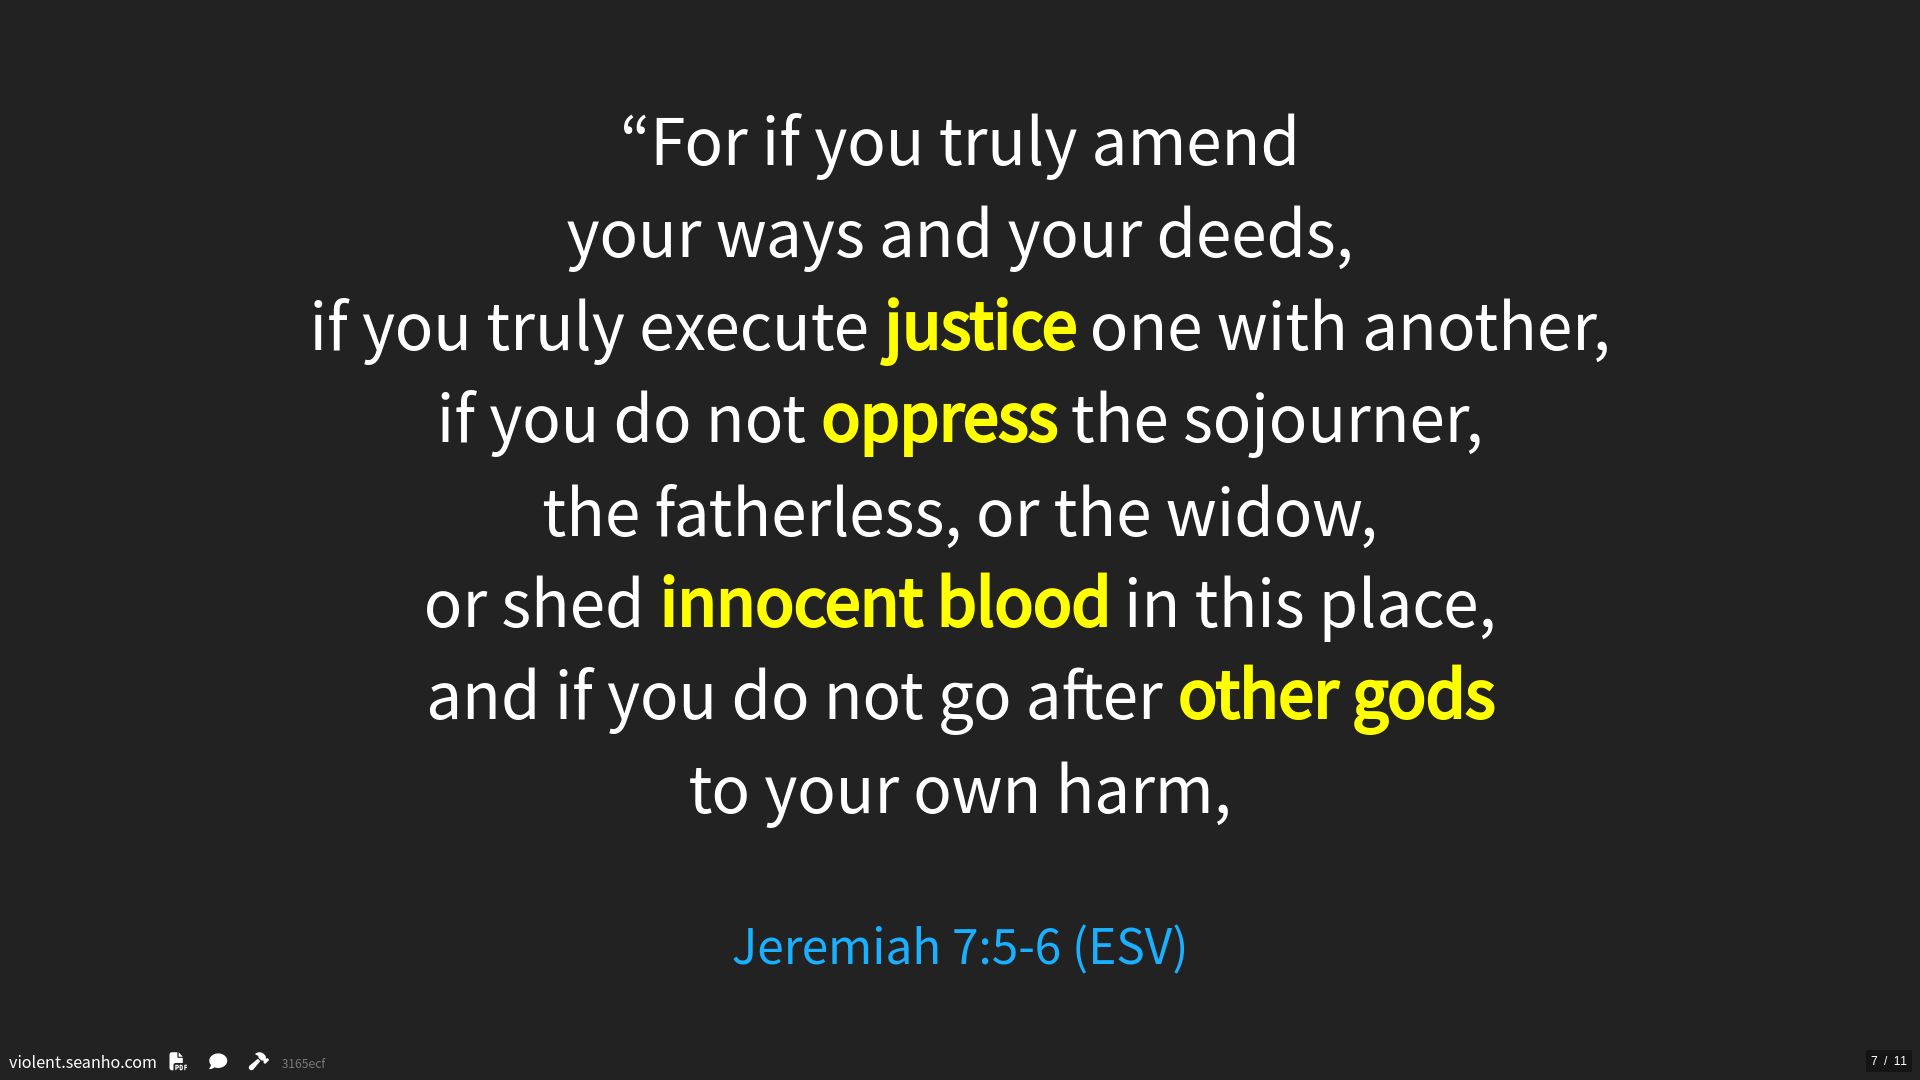 “For if you truly amend
your ways and your deeds,
if you truly execute justice one with another,
if you do not oppress the sojourner,
the fatherless, or the widow,
or shed innocent blood in this place,
and if you do not go after other gods
to your own harm,
Jeremiah 7:5-6 (ESV)
violent.seanho.com PDF 3165ecf 7 / 11